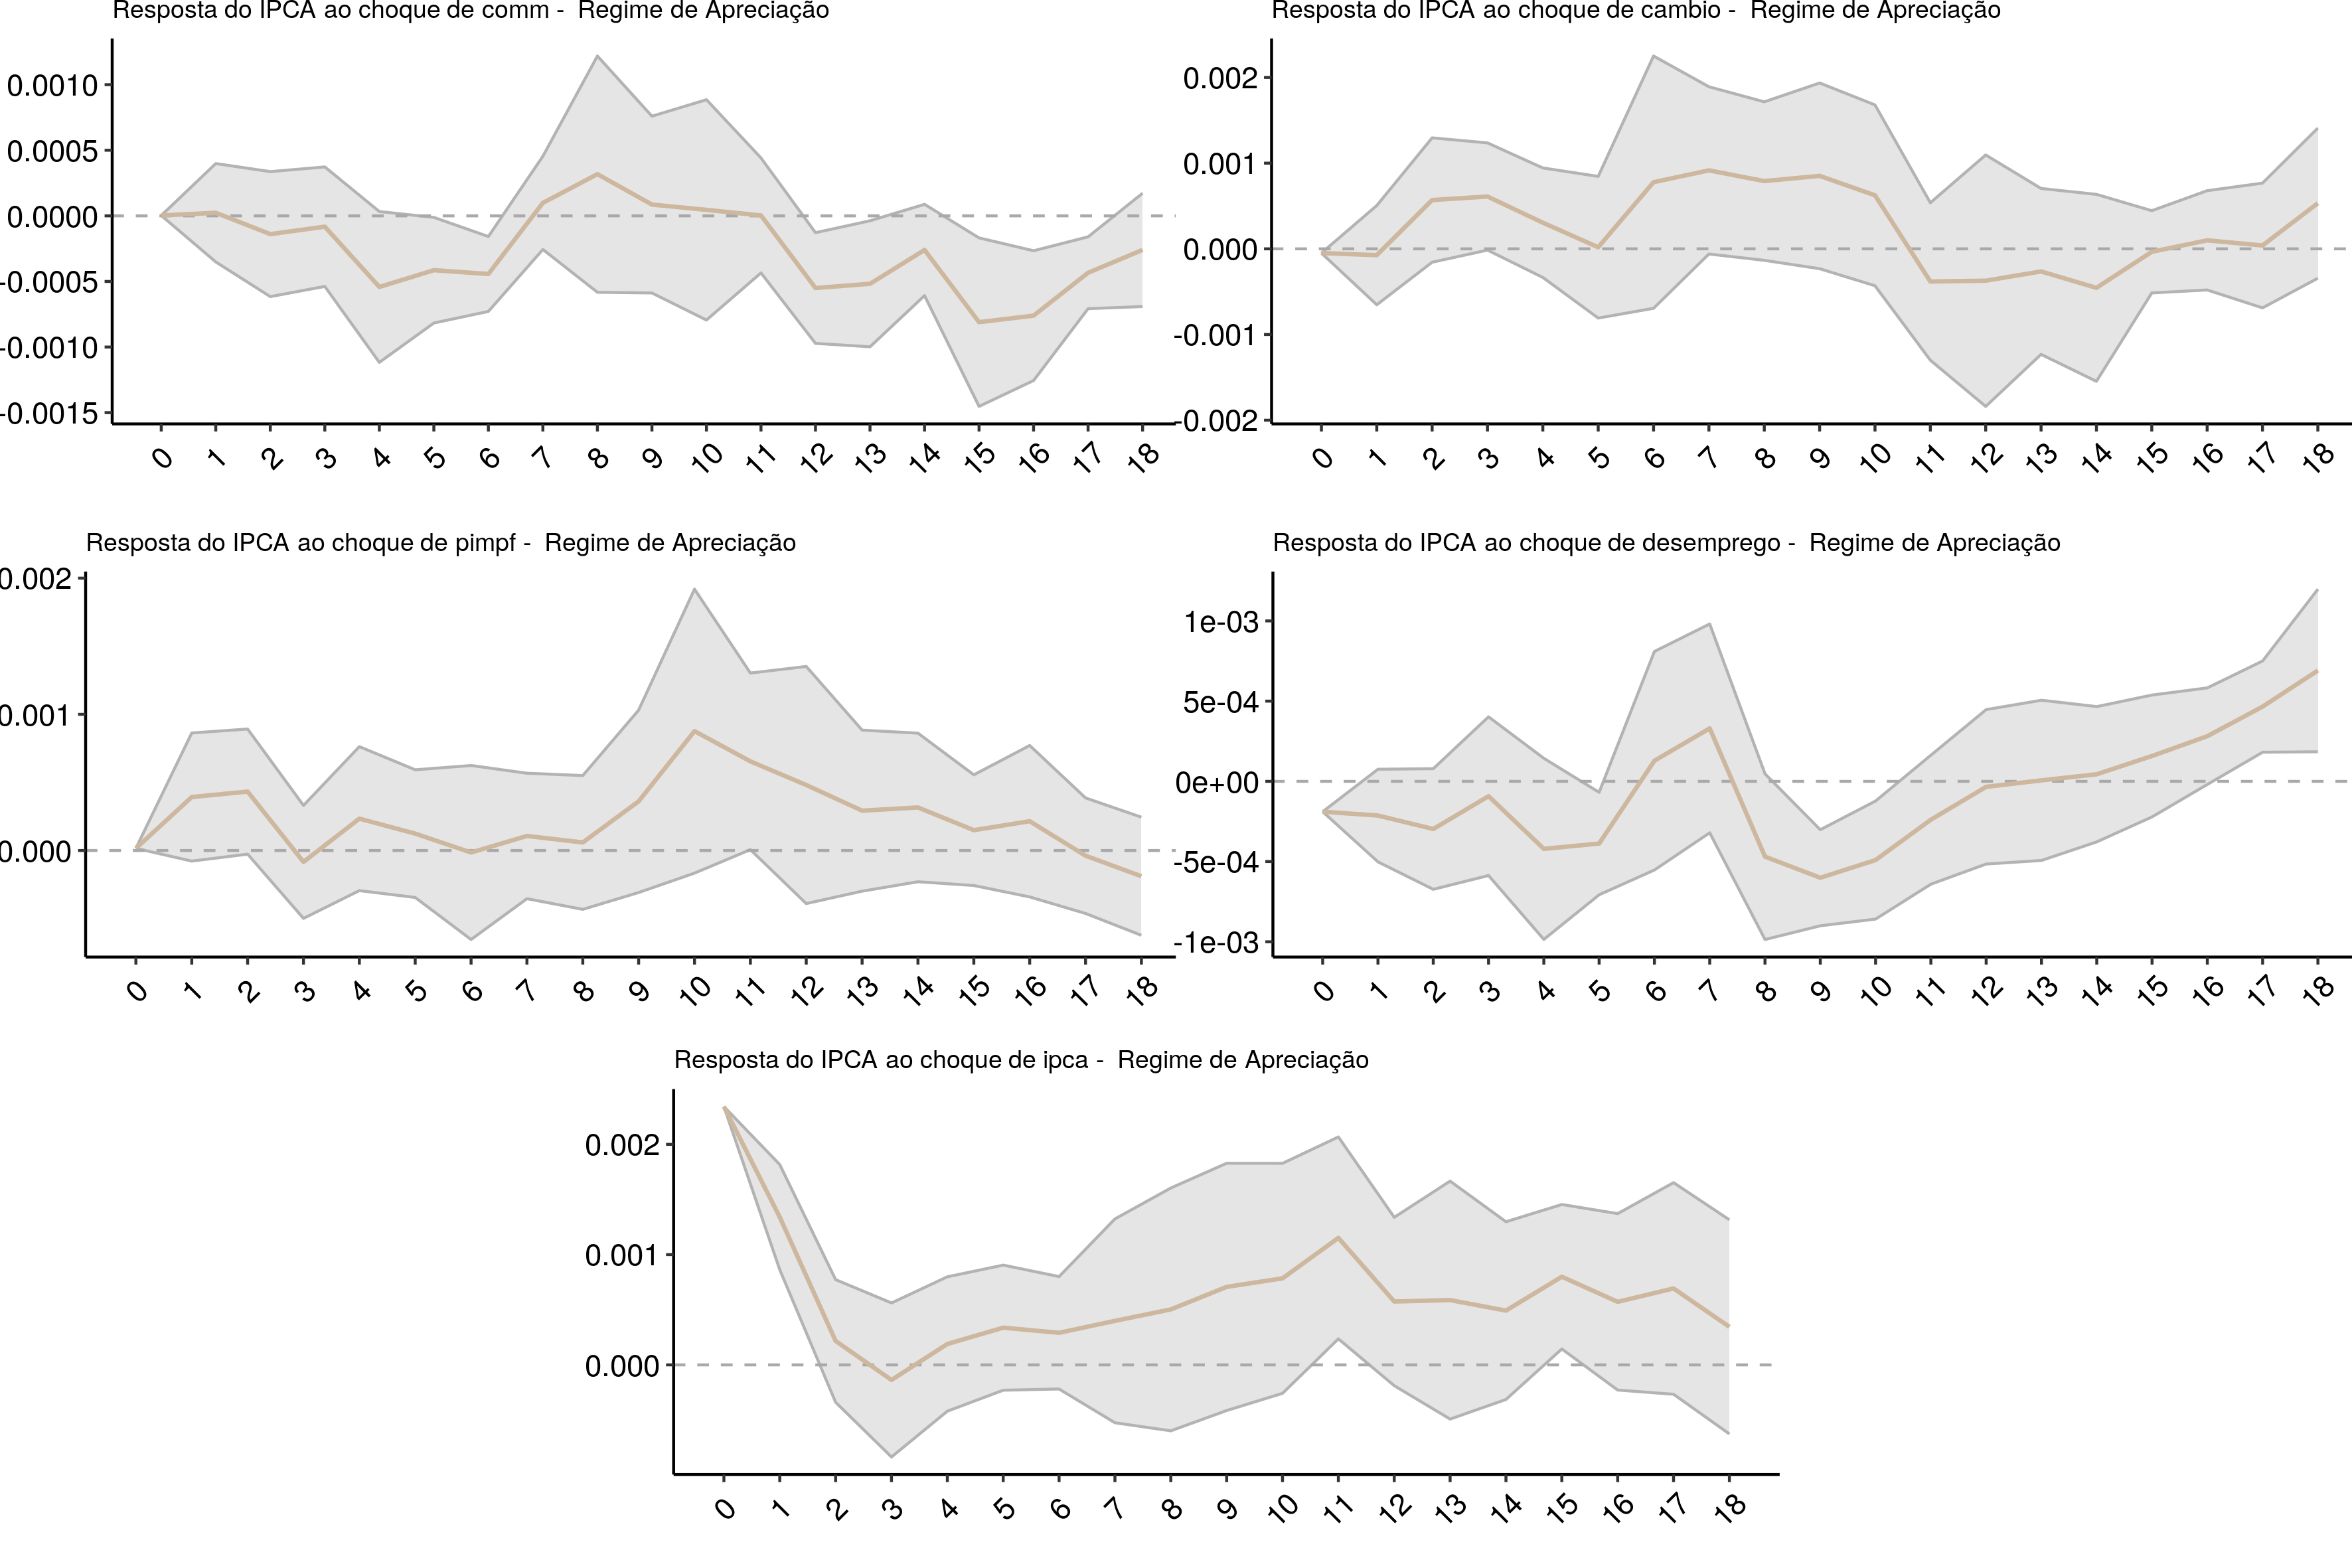 Resposta do IPCA ao choque de comm -  Regime de Apreciação
0.0010
0.0005
0.0000
-0.0005
-0.0010
-0.0015
0 1 2 3 4 5 6 7 8 9 10 11 12 13 14 15 16 17 18
Resposta do IPCA ao choque de cambio -  Regime de Apreciação
0.002
0.001
0.000
-0.001
-0.002
0 1 2 3 4 5 6 7 8 9 10 11 12 13 14 15 16 17 18
Resposta do IPCA ao choque de pimpf -  Regime de Apreciação
0.002
0.001
0.000
0 1 2 3 4 5 6 7 8 9 10 11 12 13 14 15 16 17 18
Resposta do IPCA ao choque de desemprego -  Regime de Apreciação
1e-03
5e-04
0e+00
-5e-04
-1e-03
0 1 2 3 4 5 6 7 8 9 10 11 12 13 14 15 16 17 18
Resposta do IPCA ao choque de ipca -  Regime de Apreciação
0.002
0.001
0.000
0 1 2 3 4 5 6 7 8 9 10 11 12 13 14 15 16 17 18